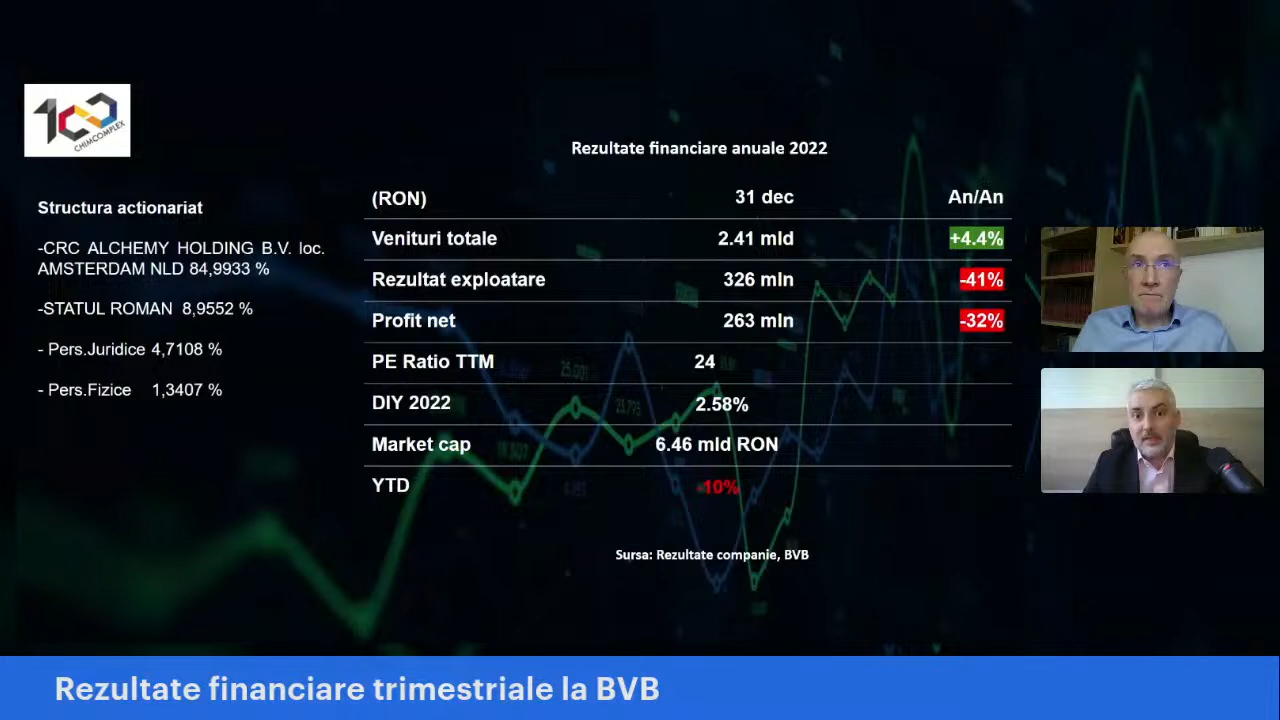 100
CHIMCOMPLEX
Rezultate financiare anuale 2022
Structura actionariat
-CRC ALCHEMY HOLDING B.V. loc.
AMSTERDAM NLD 84,9933 %
-STATUL ROMAN 8,9552 %
- Pers.Juridice 4,7108 %
- Pers.Fizice 1,3407 %
(RON) 31 dec An/An
Venituri totale 2.41 mld +4.4%
Rezultat exploatare 326 mln -41%
Profit net 263 mln -32%
PE Ratio TTM 24
DIY 2022 2.58%
Market cap 6.46 mld RON
YTD -10%
Sursa: Rezultate companie, BVB
Rezultate financiare trimestriale la BVB